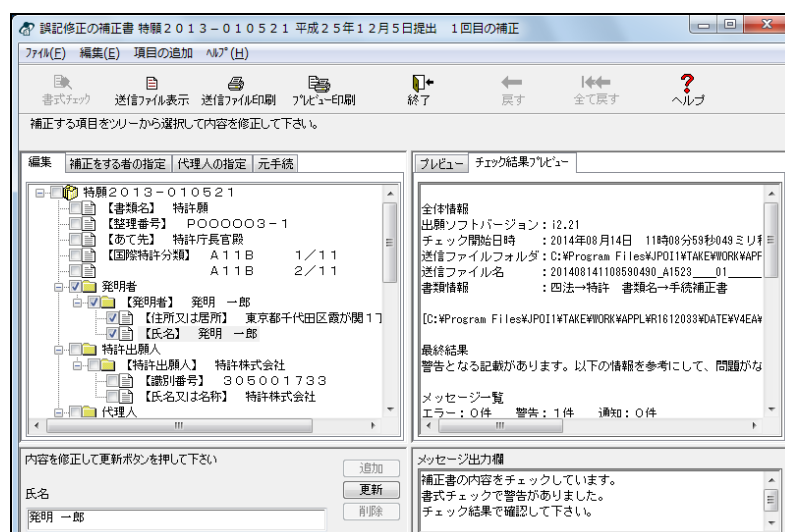 誤記修正の補正書 特願２０１３－０１０５２１ 平成２５年１２月５日提出 １回目の補正
ﾌｧｲﾙ(F) 編集(E) 項目の追加 ﾍﾙﾌﾟ(H)
書式ﾁｪｯｸ 送信ﾌｧｲﾙ表示 送信ﾌｧｲﾙ印刷 ﾌﾟﾚﾋﾞｭｰ印刷 終了 戻す 全て戻す ヘルプ
補正する項目をツリーから選択して内容を修正して下さい。
編集 補正をする者の指定 代理人の指定 元手続
特願２０１３－０１０５２１
【書類名】 特許願
【整理番号】 Ｐ０００００３－１
【あて先】 特許庁長官殿
【国際特許分類】 Ａ１１Ｂ １／１１
Ａ１１Ｂ ２／１１
発明者
【発明者】 発明 一郎
【住所又は居所】 東京都千代田区霞が関１丁
【氏名】 発明 一郎
特許出願人
【特許出願人】 特許株式会社
【識別番号】 ３０５００１７３３
【氏名又は名称】 特許株式会社
代理人
プレビュー チェック結果プレビュー
全体情報
出願ソフトバージョン：i2.21
チェック開始日時 ：2014年08月14日 11時08分59秒049ミリ秒
送信ファイルフォルダ：C:¥Program Files¥JPOI1¥TAKE¥WORK¥APF
送信ファイル名 ：201408141108590490_A1523____01_______
書類情報 ：四法→特許 書類名→手続補正書
[C:¥Program Files¥JPOI1¥TAKE¥WORK¥APPL¥R1612033¥DATE¥V4EA¥
最終結果
警告となる記載があります。以下の情報を参考にして、問題がな
メッセージ一覧
エラー：０件 警告：１件 通知：０件
内容を修正して更新ボタンを押して下さい
追加
更新
削除
氏名
発明 一郎
メッセージ出力欄
補正書の内容をチェックしています。
書式チェックで警告がありました。
チェック結果で確認して下さい。